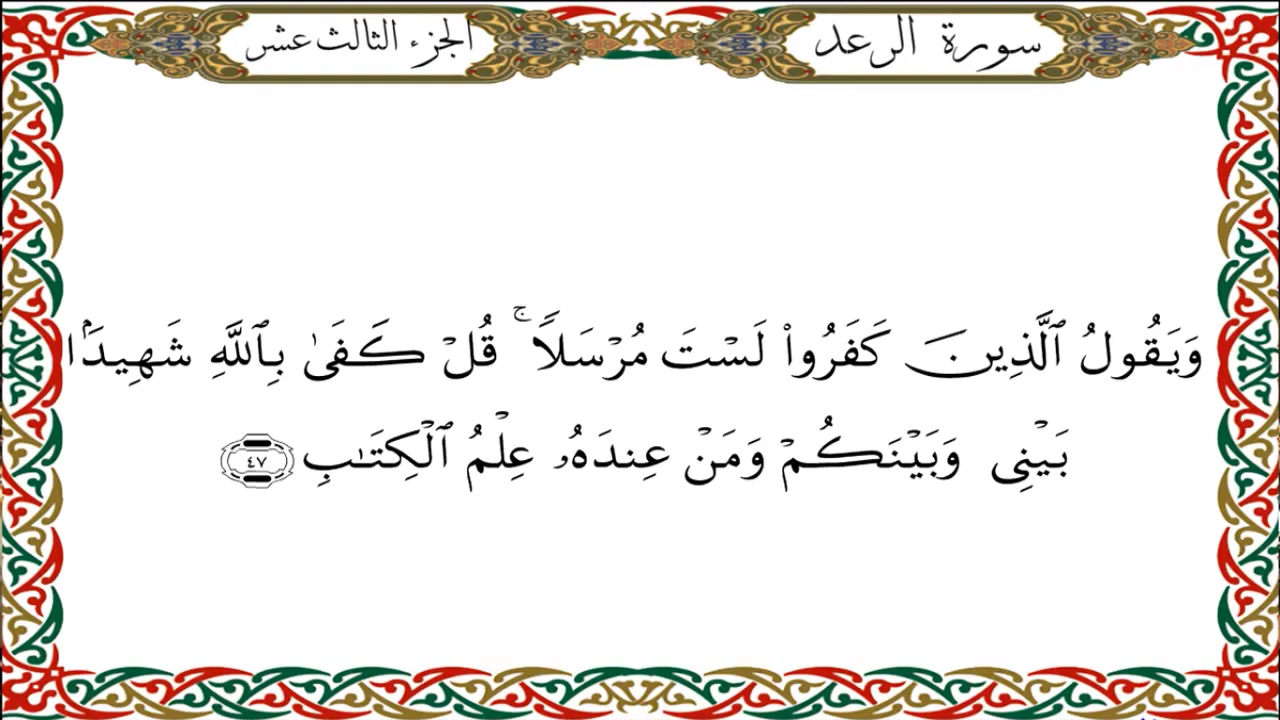 سورة الرعد
الجزء الثالث عشر
وَيَقُولُ ٱلَّذِينَ كَفَرُوا۟ لَسْتَ مُرْسَلًا ۚ قُلْ كَفَىٰ بِٱللَّهِ شَهِيدًۢا
بَيْنِى وَبَيْنَكُمْ وَمَنْ عِندَهُۥ عِلْمُ ٱلْكِتَـٰبِ ٤٧